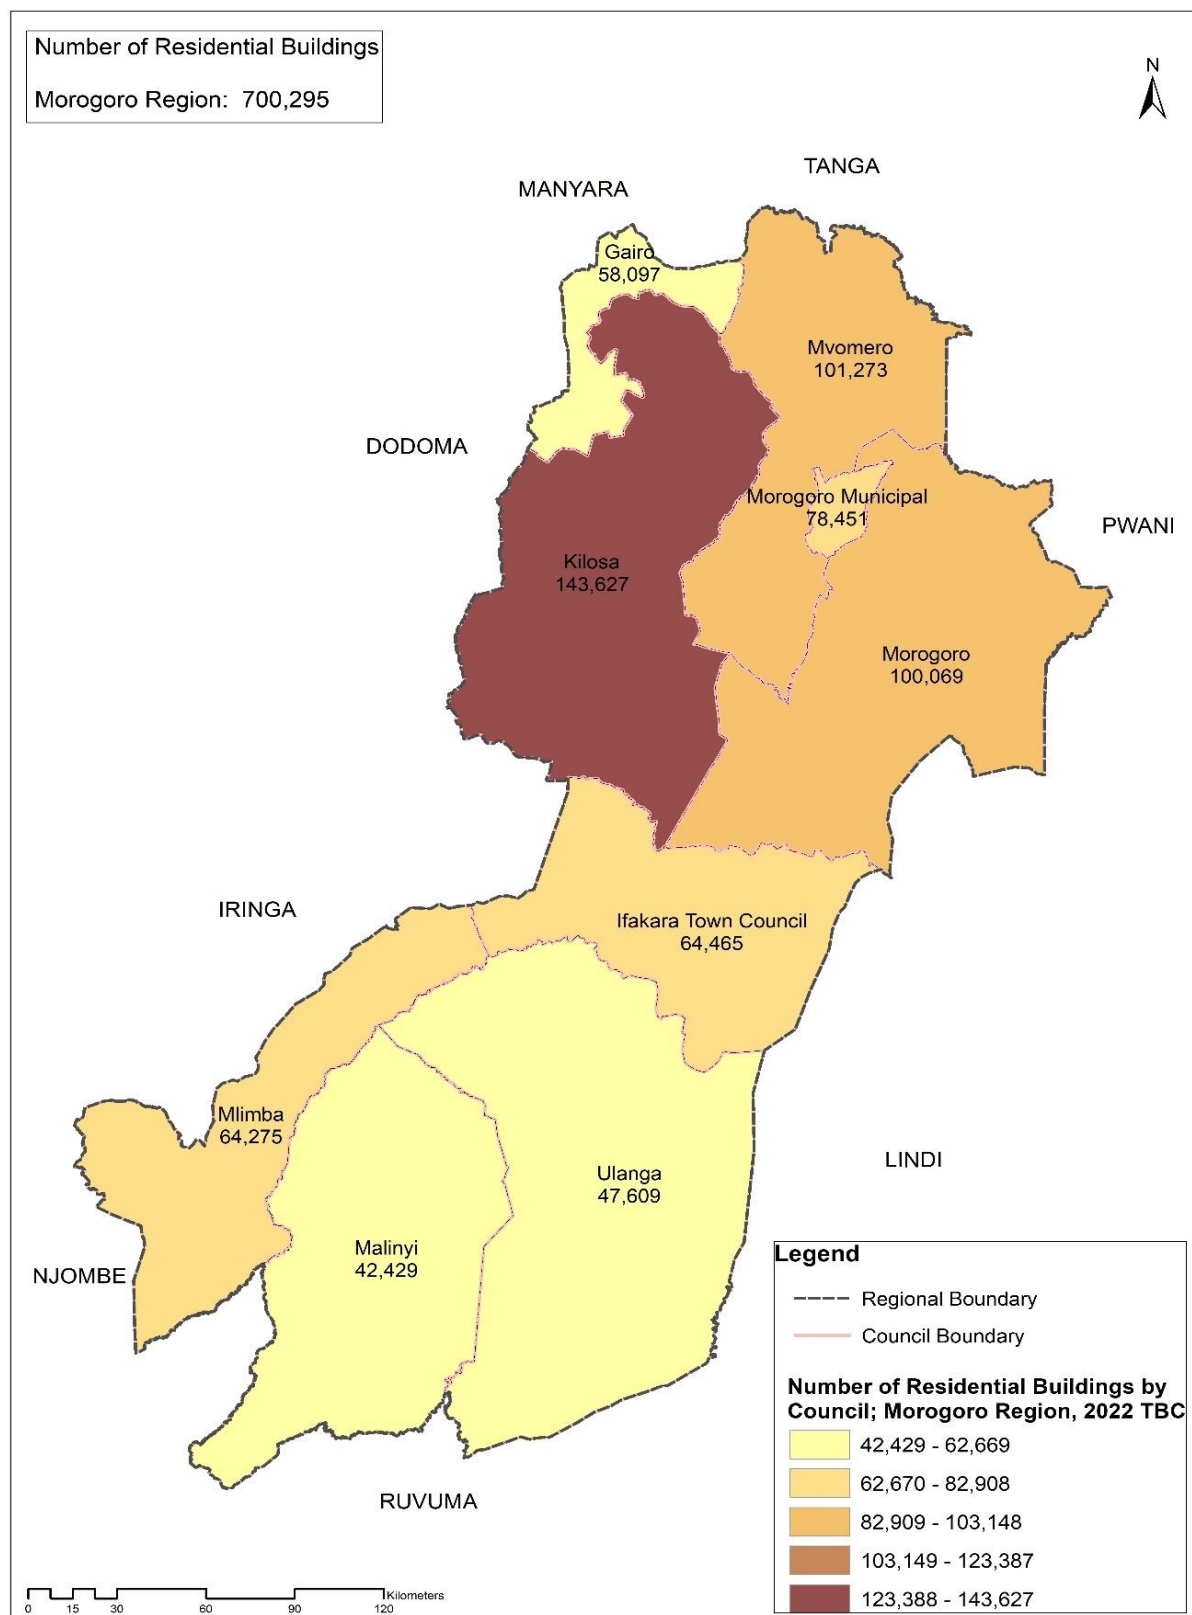 Number of Residential Buildings
Morogoro Region: 700,295
N
TANGA
MANYARA
Gairo
58,097
Mvomero
101,273
DODOMA
Morogoro Municipal
78,451
PWANI
Kilosa
143,627
Morogoro
100,069
IRINGA
Ifakara Town Council
64,465
Mlimba
64,275
LINDI
Ulanga
47,609
Malinyi
42,429
NJOMBE
RUVUMA
Legend
Regional Boundary
Council Boundary
Number of Residential Buildings by
Council; Morogoro Region, 2022 TBC
42,429 - 62,669
62,670 - 82,908
82,909 - 103,148
103,149 - 123,387
123,388 - 143,627
Kilometers
0 15 30 60 90 120